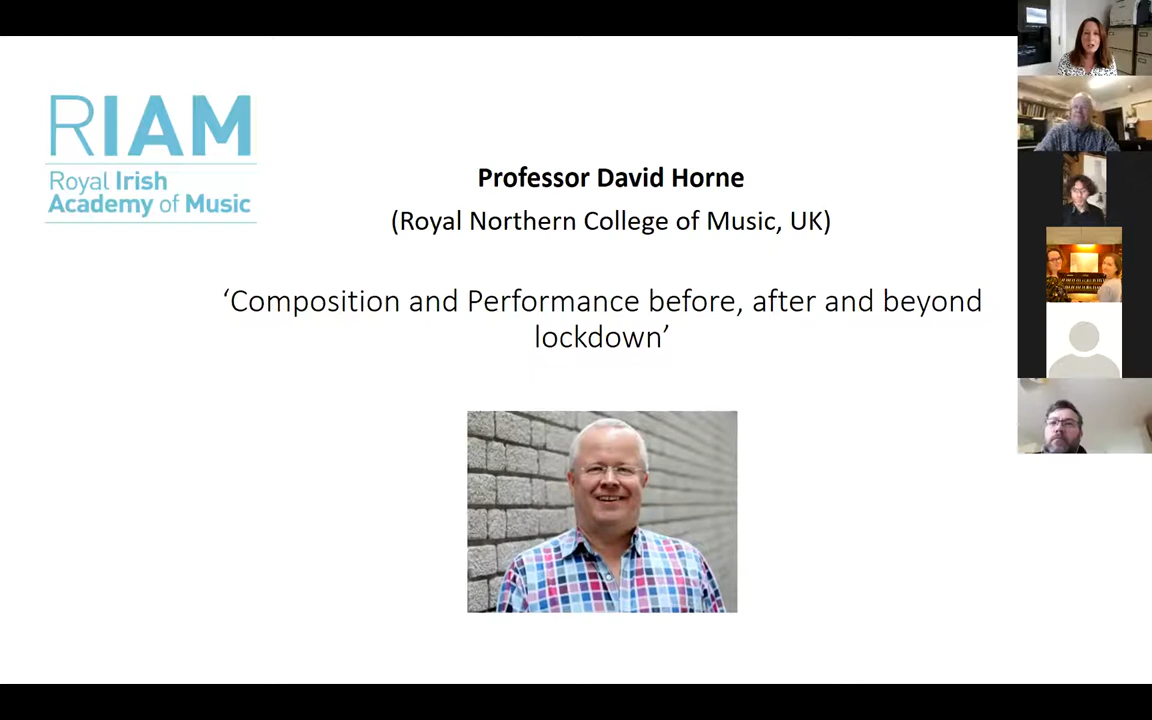 RIAM
Royal Irish
Academy of Music
Professor David Horne
(Royal Northern College of Music, UK)
‘Composition and Performance before, after and beyond
lockdown’